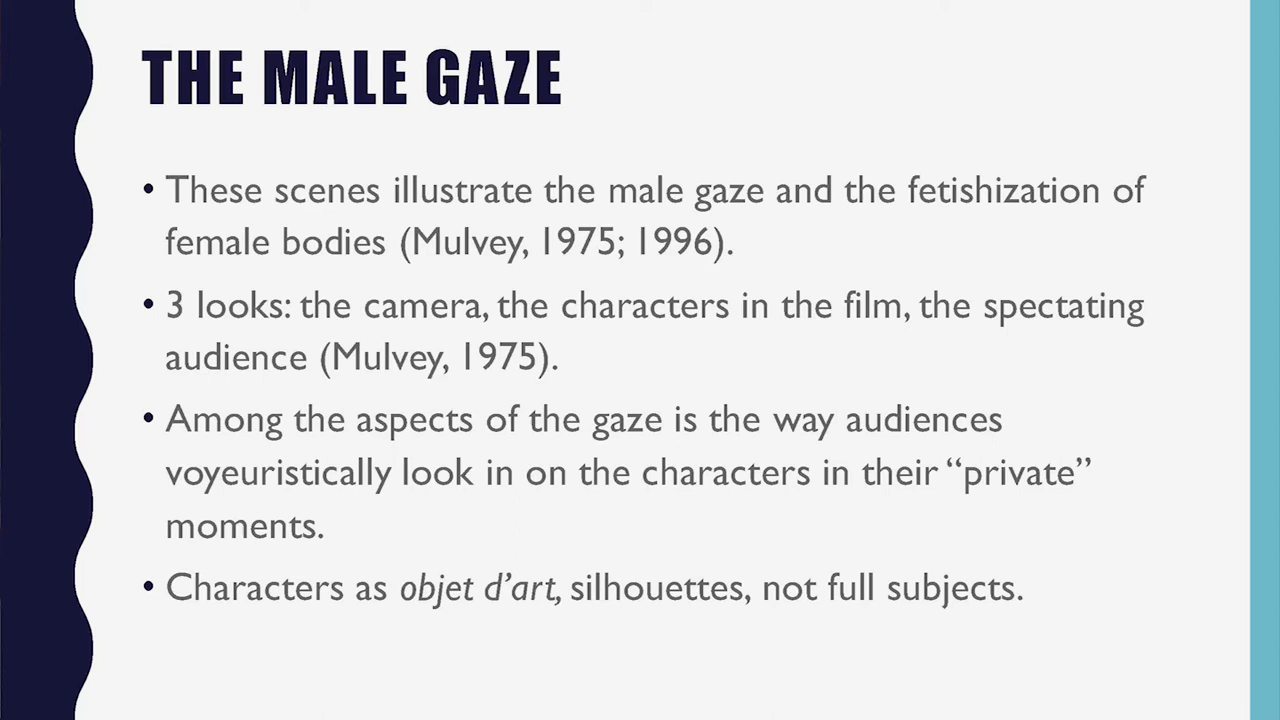 THE MALE GAZE
• These scenes illustrate the male gaze and the fetishization of
female bodies (Mulvey, 1975; 1996).
• 3 looks: the camera, the characters in the film, the spectating
audience (Mulvey, 1975).
• Among the aspects of the gaze is the way audiences
voyeuristically look in on the characters in their “private”
moments.
• Characters as objet d’art, silhouettes, not full subjects.